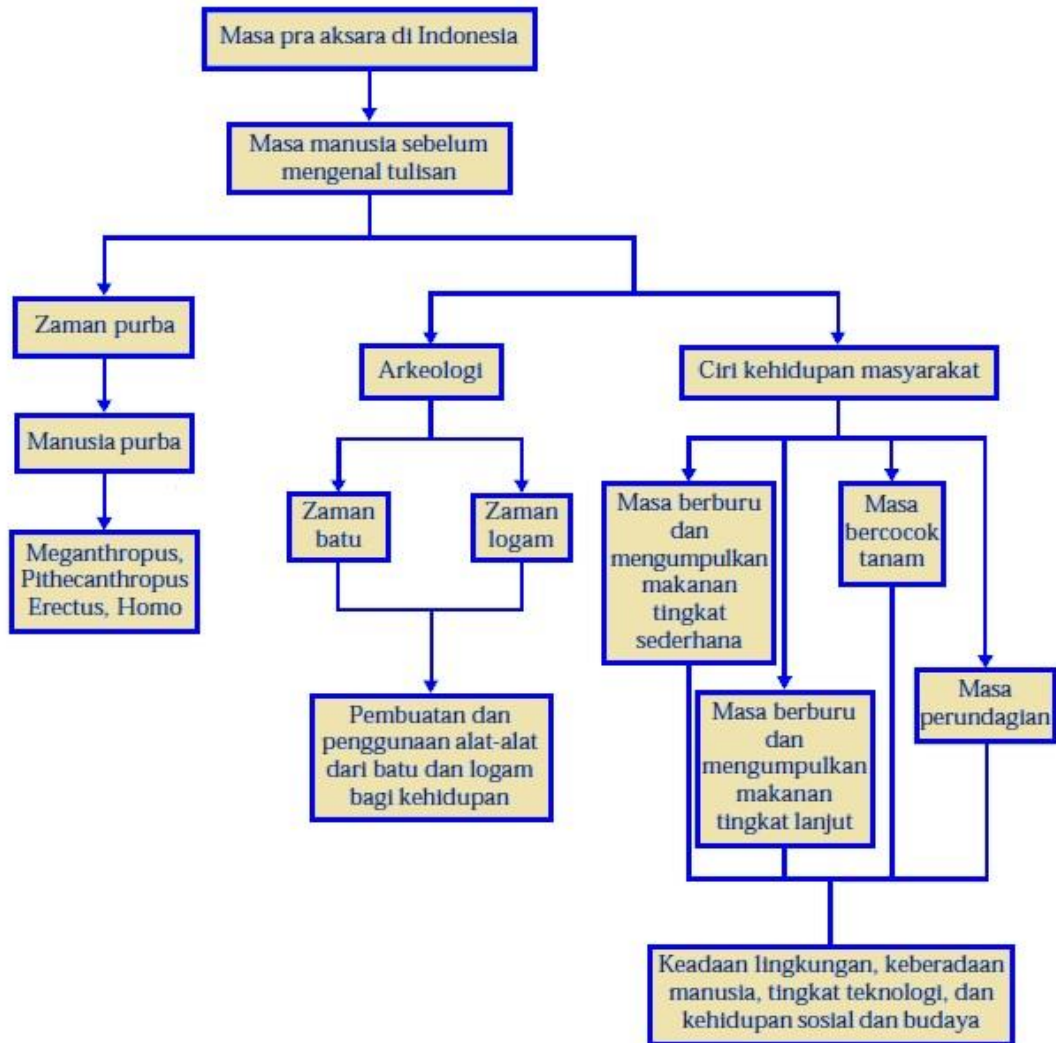 Masa pra aksara di Indonesia
Masa manusia sebelum
mengenal tulisan
Zaman purba
Manusia purba
Meganthropus,
Pithecanthropus
Erectus, Homo
Arkeologi
Zaman
batu
Zaman
logam
Pembuatan dan
penggunaan alat-alat
dari batu dan logam
bagi kehidupan
Ciri kehidupan masyarakat
Masa berburu
dan
mengumpulkan
makanan
tingkat
sederhana
Masa berburu
dan
mengumpulkan
makanan
tingkat lanjut
Masa
bercocok
tanam
Masa
perundagian
Keadaan lingkungan, keberadaan
manusia, tingkat teknologi, dan
kehidupan sosial dan budaya